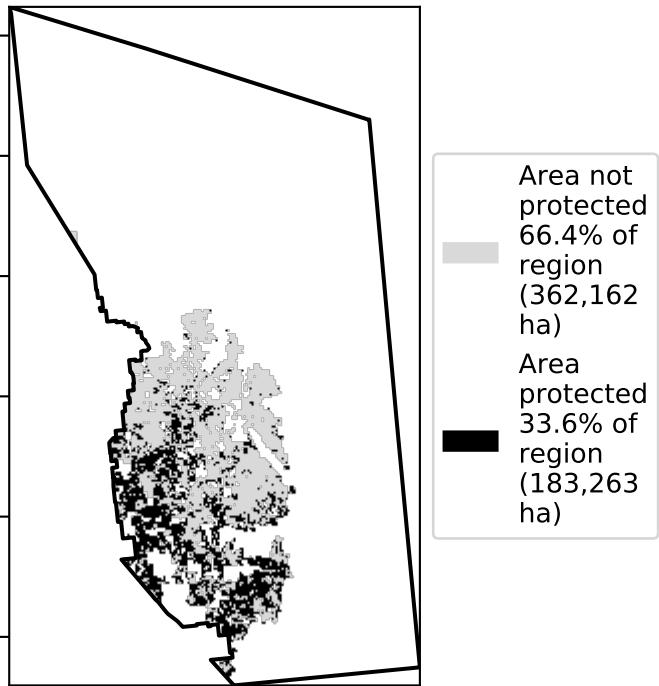 Area not
protected
66.4% of
region
(362,162
ha)
Area
protected
33.6% of
region
(183,263
ha)